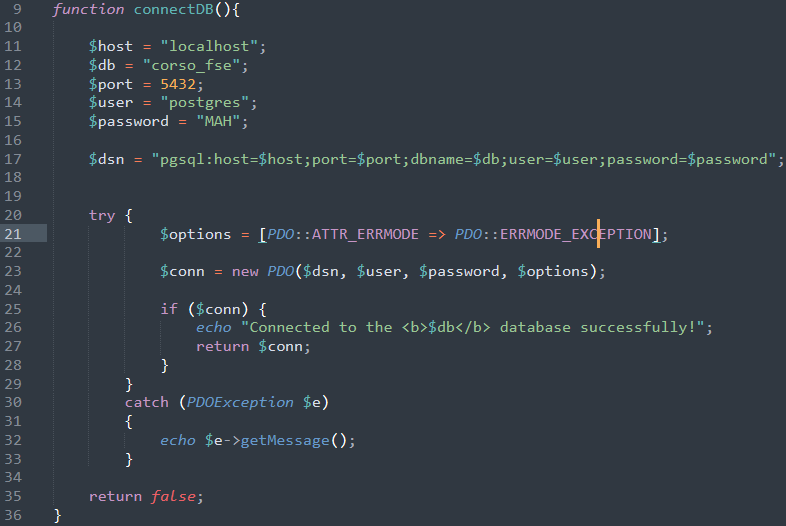 9 function connectDB(){
10
11 $host = "localhost";
12 $db = "corso_fse";
13 $port = 5432;
14 $user = "postgres";
15 $password = "MAH";
16
17 $dsn = "pgsql:host=$host;port=$port;dbname=$db;user=$user;password=$password";
18
19
20 try {
21 $options = [PDO::ATTR_ERRMODE => PDO::ERRMODE_EXCEPTION];
22
23 $conn = new PDO($dsn, $user, $password, $options);
24
25 if ($conn) {
26 echo "Connected to the <b>$db</b> database successfully!";
27 return $conn;
28 }
29 }
30 catch (PDOException $e)
31 {
32 echo $e->getMessage();
33 }
34
35 return false;
36 }